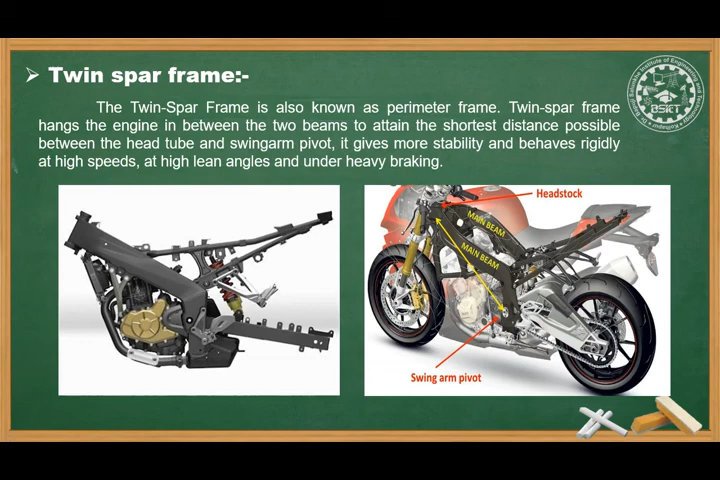 ➢ Twin spar frame:-
The Twin-Spar Frame is also known as perimeter frame. Twin-spar frame
hangs the engine in between the two beams to attain the shortest distance possible
between the head tube and swingarm pivot, it gives more stability and behaves rigidly
at high speeds, at high lean angles and under heavy braking.
Headstock
MAIN BEAM
MAIN BEAM
Swing arm pivot
BSIET